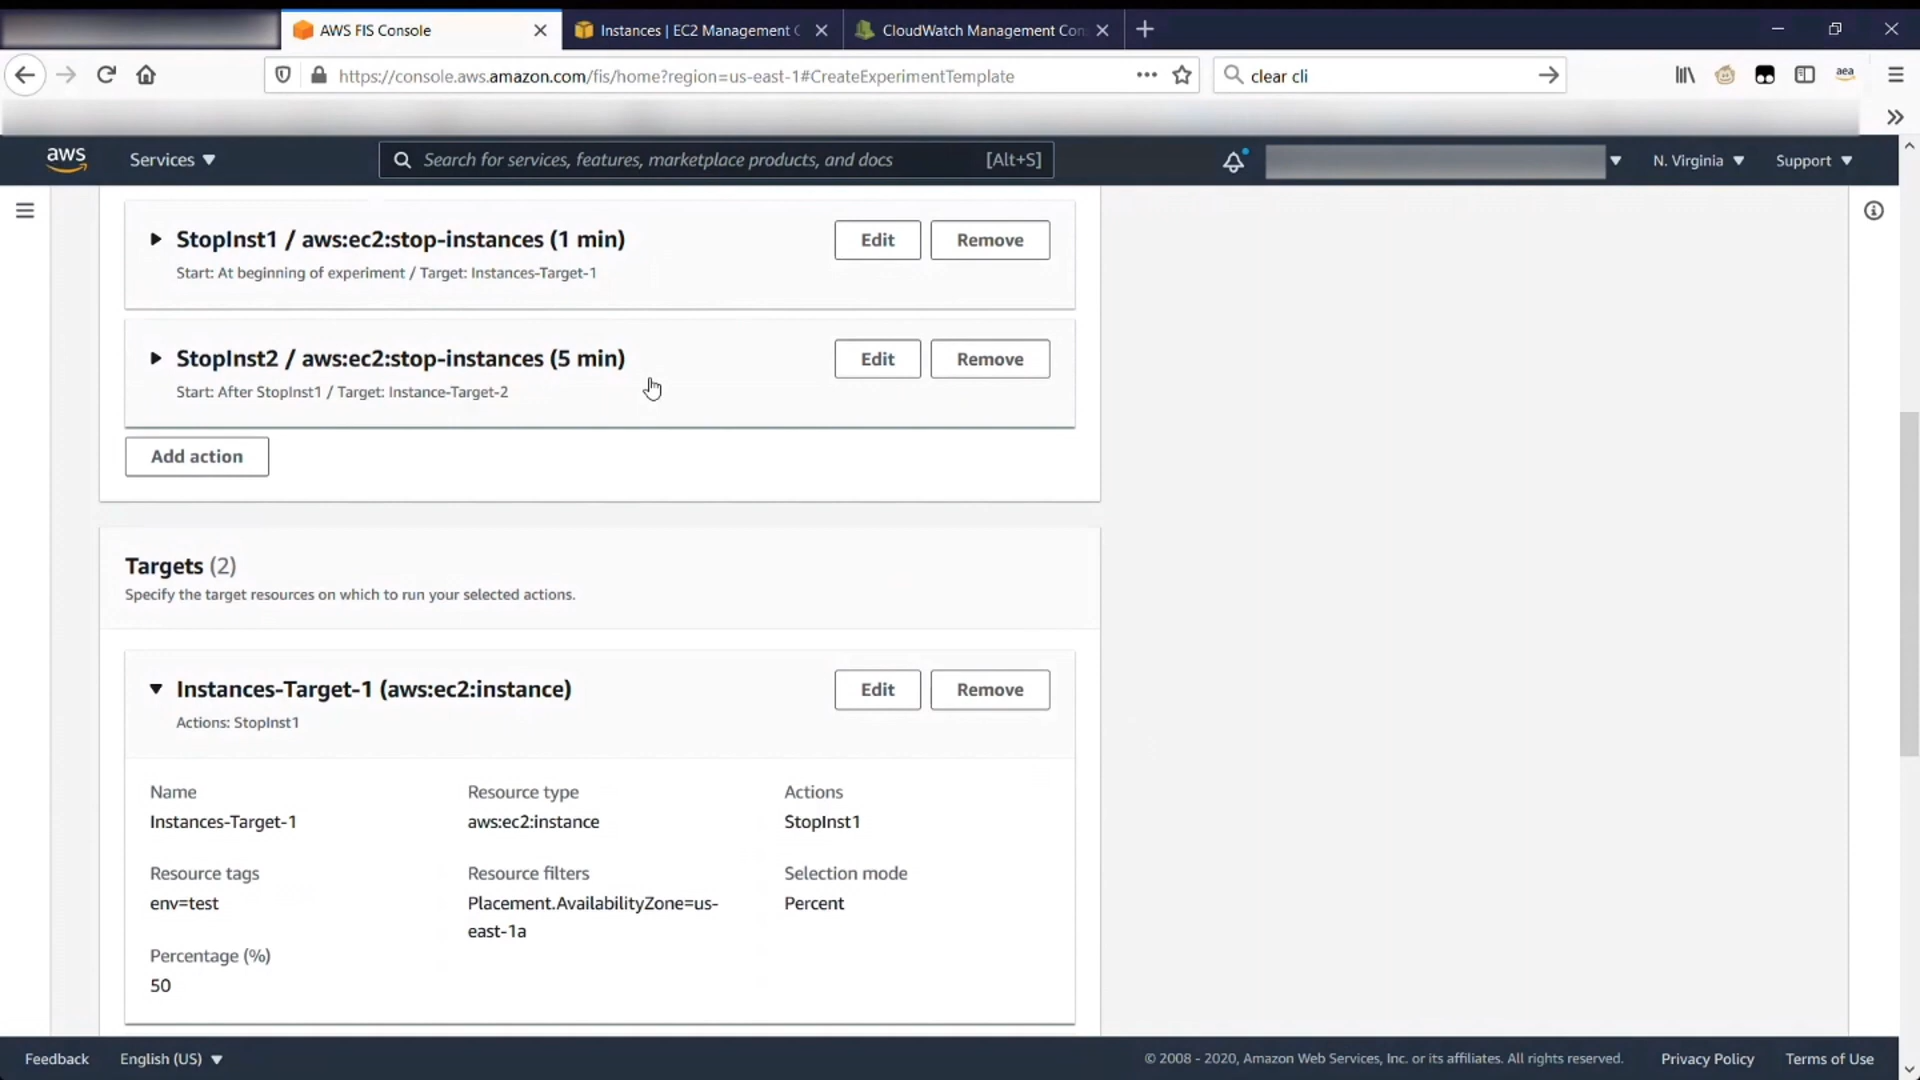 AWS FIS Console
Instances | EC2 Management C
CloudWatch Management Con
https://console.aws.amazon.com/fis/home?region=us-east-1#CreateExperimentTemplate
clear cli
aea
aws
Services
Search for services, features, marketplace products, and docs [Alt+S]
N. Virginia
Support
StopInst1 / aws:ec2:stop-instances (1 min)
Edit
Remove
Start: At beginning of experiment / Target: Instances-Target-1
StopInst2 / aws:ec2:stop-instances (5 min)
Edit
Remove
Start: After StopInst1 / Target: Instance-Target-2
Add action
Targets (2)
Specify the target resources on which to run your selected actions.
Instances-Target-1 (aws:ec2:instance)
Edit
Remove
Actions: StopInst1
Name
Resource type
Actions
Instances-Target-1
aws:ec2:instance
StopInst1
Resource tags
Resource filters
Selection mode
env=test
Placement.AvailabilityZone=us-
east-1a
Percent
Percentage (%)
50
Feedback
English (US)
© 2008 - 2020, Amazon Web Services, Inc. or its affiliates. All rights reserved.
Privacy Policy
Terms of Use